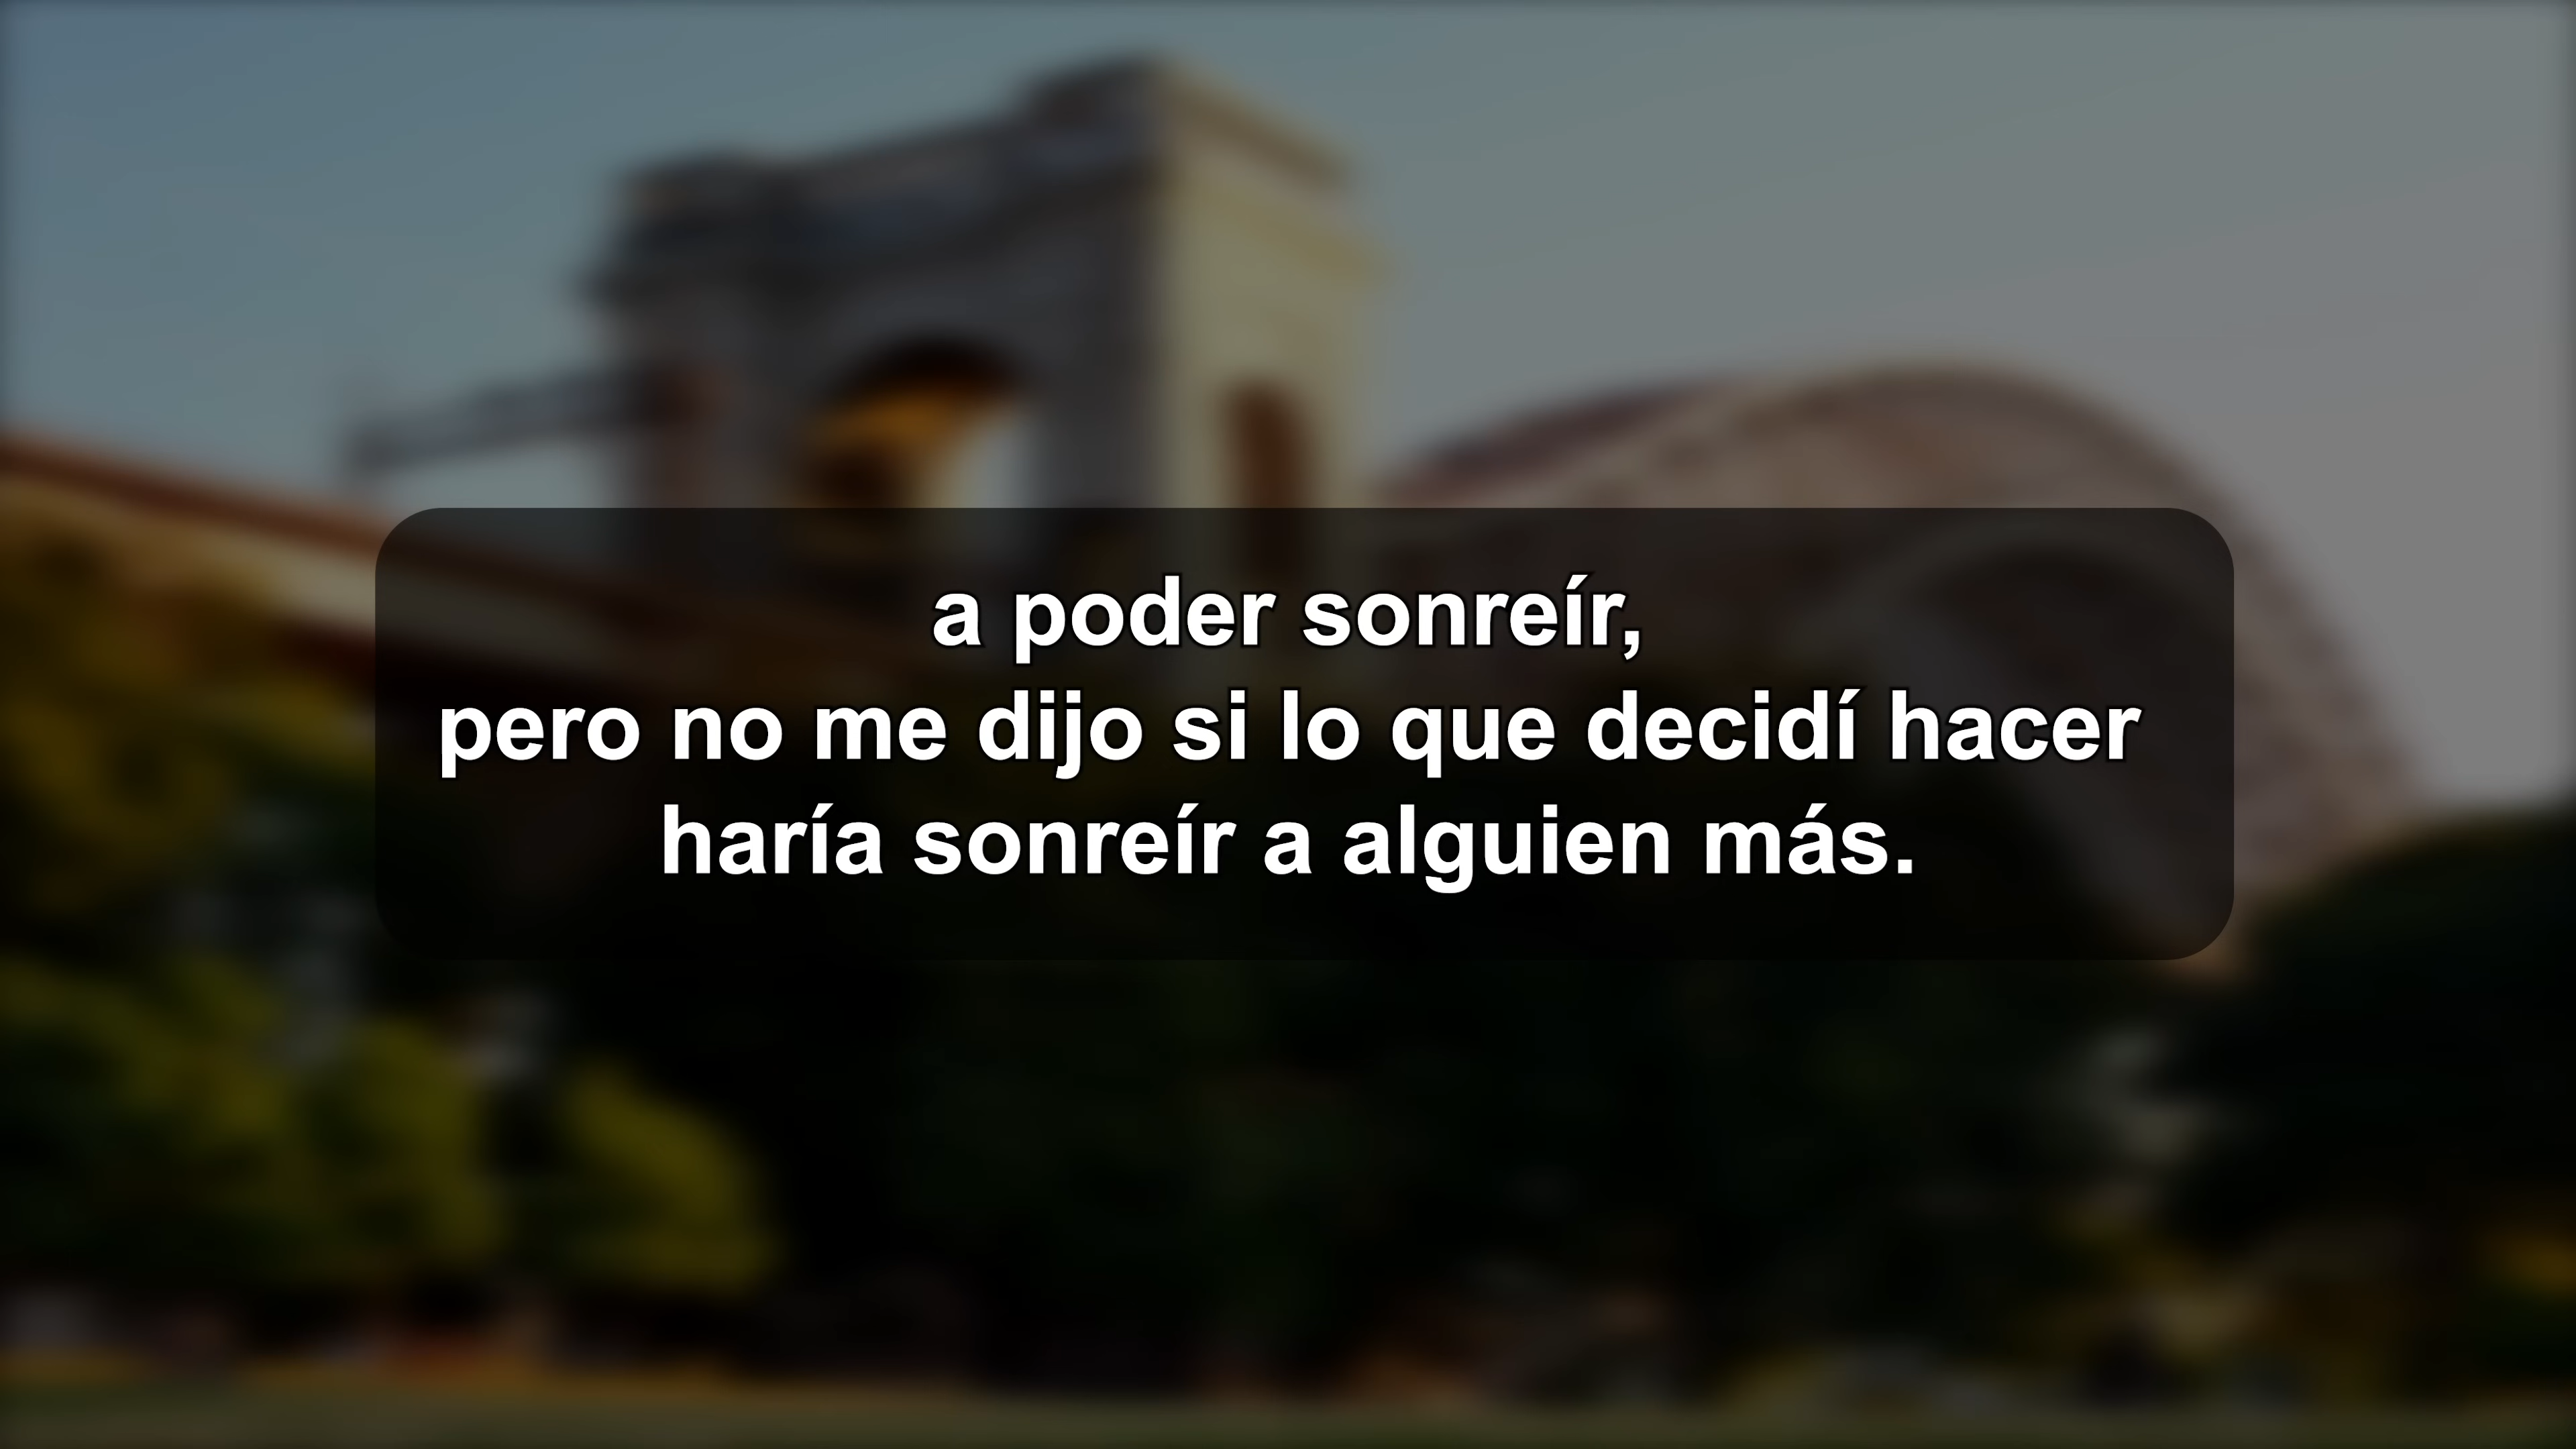 a poder sonreír,
pero no me dijo si lo que decidí hacer
haría sonreír a alguien más.